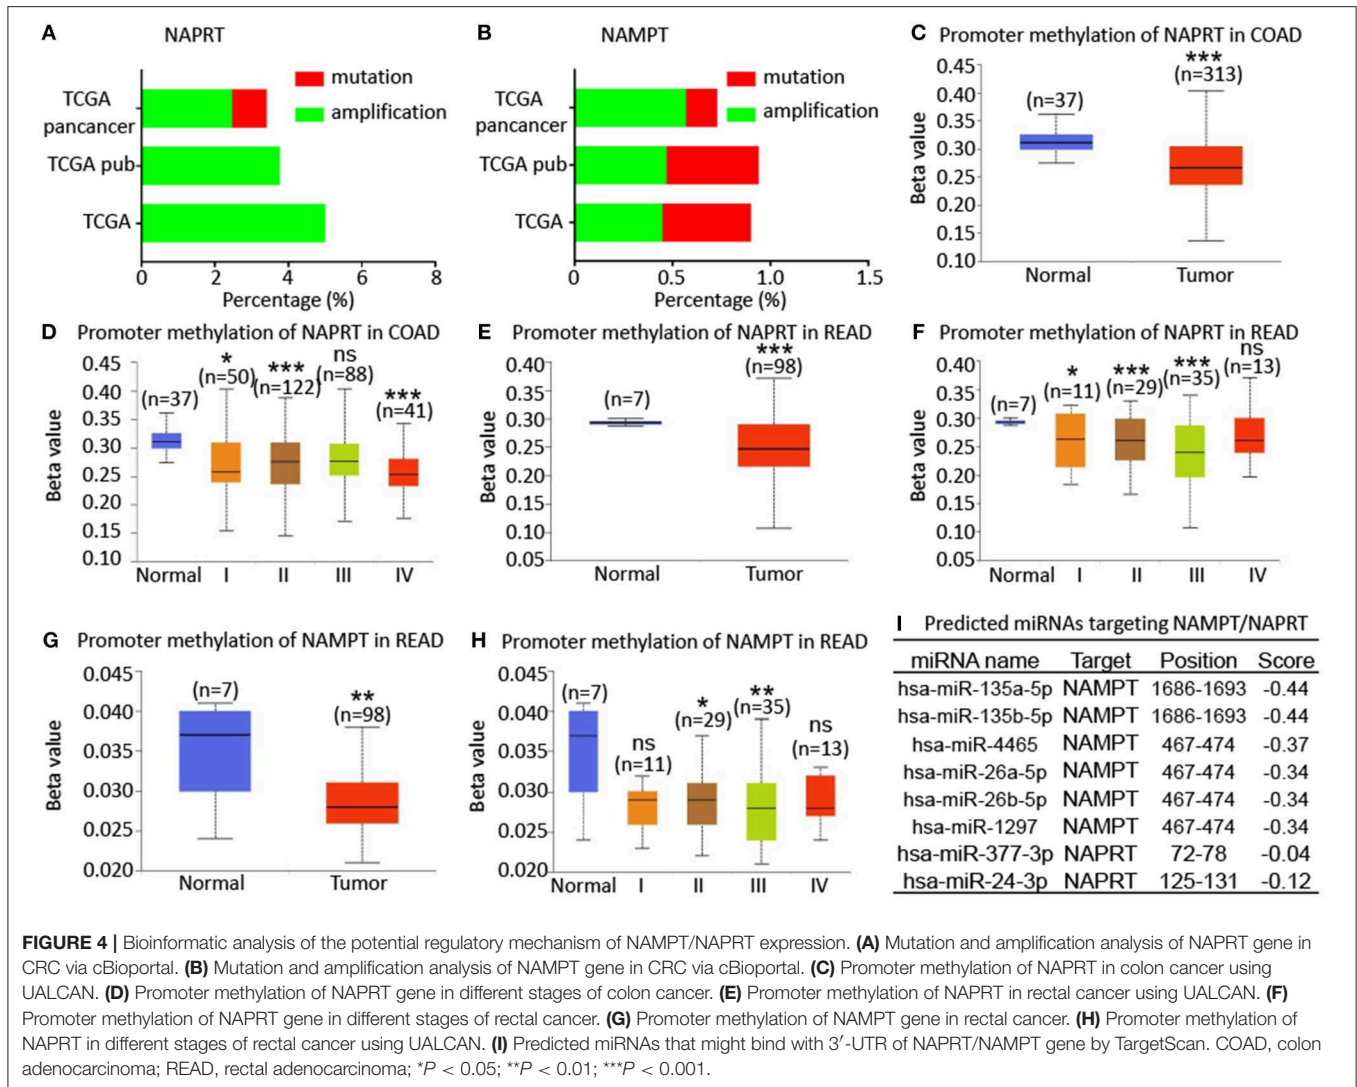 A NAPRT
mutation
amplification
TCGA
pancancer
TCGA pub
TCGA
0 2 4 6 8
Percentage (%)
B NAMPT
mutation
amplification
TCGA
pancancer
TCGA pub
TCGA
0 0.5 1.0 1.5
Percentage (%)
C Promoter methylation of NAPRT in COAD
Beta value
0.45
0.40
0.35
0.30
0.25
0.20
0.15
0.10
(n=37)
***
(n=313)
Normal Tumor
D Promoter methylation of NAPRT in COAD
Beta value
0.45
0.40
0.35
0.30
0.25
0.20
0.15
0.10
(n=37)
*
(n=50)
***
(n=122)
ns
(n=88)
***
(n=41)
Normal I II III IV
E Promoter methylation of NAPRT in READ
Beta value
0.40
0.35
0.30
0.25
0.20
0.15
0.10
0.05
(n=7)
***
(n=98)
Normal Tumor
F Promoter methylation of NAPRT in READ
Beta value
0.40
0.35
0.30
0.25
0.20
0.15
0.10
0.05
(n=7)
*
(n=11)
***
(n=29)
***
(n=35)
ns
(n=13)
Normal I II III IV
G Promoter methylation of NAMPT in READ
Beta value
0.045
0.040
0.035
0.030
0.025
0.020
(n=7)
**
(n=98)
Normal Tumor
H Promoter methylation of NAMPT in READ
Beta value
0.045
0.040
0.035
0.030
0.025
0.020
(n=7)
ns
(n=11)
*
(n=29)
**
(n=35)
ns
(n=13)
Normal I II III IV
I Predicted miRNAs targeting NAMPT/NAPRT
miRNA name Target Position Score
hsa-miR-135a-5p NAMPT 1686-1693 -0.44
hsa-miR-135b-5p NAMPT 1686-1693 -0.44
hsa-miR-4465 NAMPT 467-474 -0.37
hsa-miR-26a-5p NAMPT 467-474 -0.34
hsa-miR-26b-5p NAMPT 467-474 -0.34
hsa-miR-1297 NAMPT 467-474 -0.34
hsa-miR-377-3p NAPRT 72-78 -0.04
hsa-miR-24-3p NAPRT 125-131 -0.12
FIGURE 4 | Bioinformatic analysis of the potential regulatory mechanism of NAMPT/NAPRT expression. (A) Mutation and amplification analysis of NAPRT gene in
CRC via cBioportal. (B) Mutation and amplification analysis of NAMPT gene in CRC via cBioportal. (C) Promoter methylation of NAPRT in colon cancer using
UALCAN. (D) Promoter methylation of NAPRT gene in different stages of colon cancer. (E) Promoter methylation of NAPRT in rectal cancer using UALCAN. (F)
Promoter methylation of NAPRT gene in different stages of rectal cancer. (G) Promoter methylation of NAMPT gene in rectal cancer. (H) Promoter methylation of
NAPRT in different stages of rectal cancer using UALCAN. (I) Predicted miRNAs that might bind with 3′-UTR of NAPRT/NAMPT gene by TargetScan. COAD, colon
adenocarcinoma; READ, rectal adenocarcinoma; *P < 0.05; **P < 0.01; ***P < 0.001.